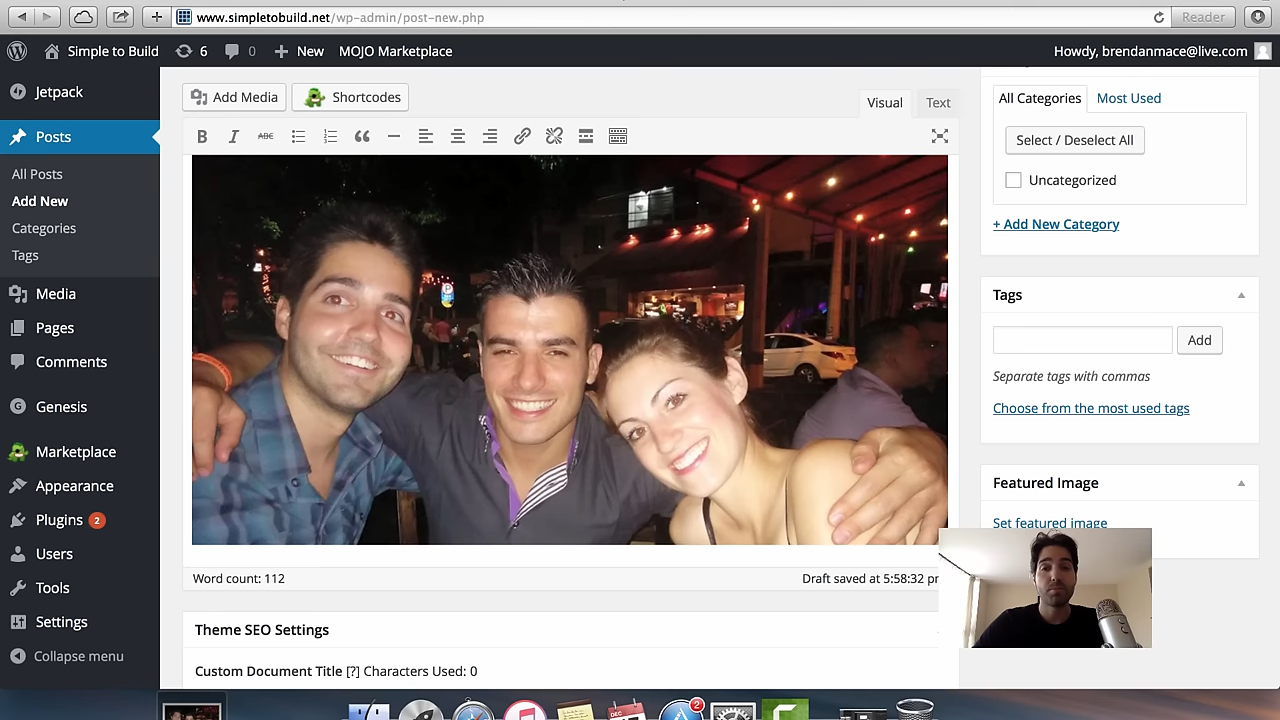 www.simpletobuild.net/wp-admin/post-new.php
Reader
Simple to Build
6
0
New
MOJO Marketplace
Howdy, brendanmace@live.com
Jetpack
Posts
All Posts
Add New
Categories
Tags
Media
Pages
Comments
Genesis
Marketplace
Appearance
Plugins 2
Users
Tools
Settings
Collapse menu
Add Media
Shortcodes
Visual
Text
B I ABC
Word count: 112
Draft saved at 5:58:32
Theme SEO Settings
Custom Document Title [?] Characters Used: 0
All Categories
Most Used
Select / Deselect All
Uncategorized
+ Add New Category
Tags
Add
Separate tags with commas
Choose from the most used tags
Featured Image
Set featured image
DEC
2